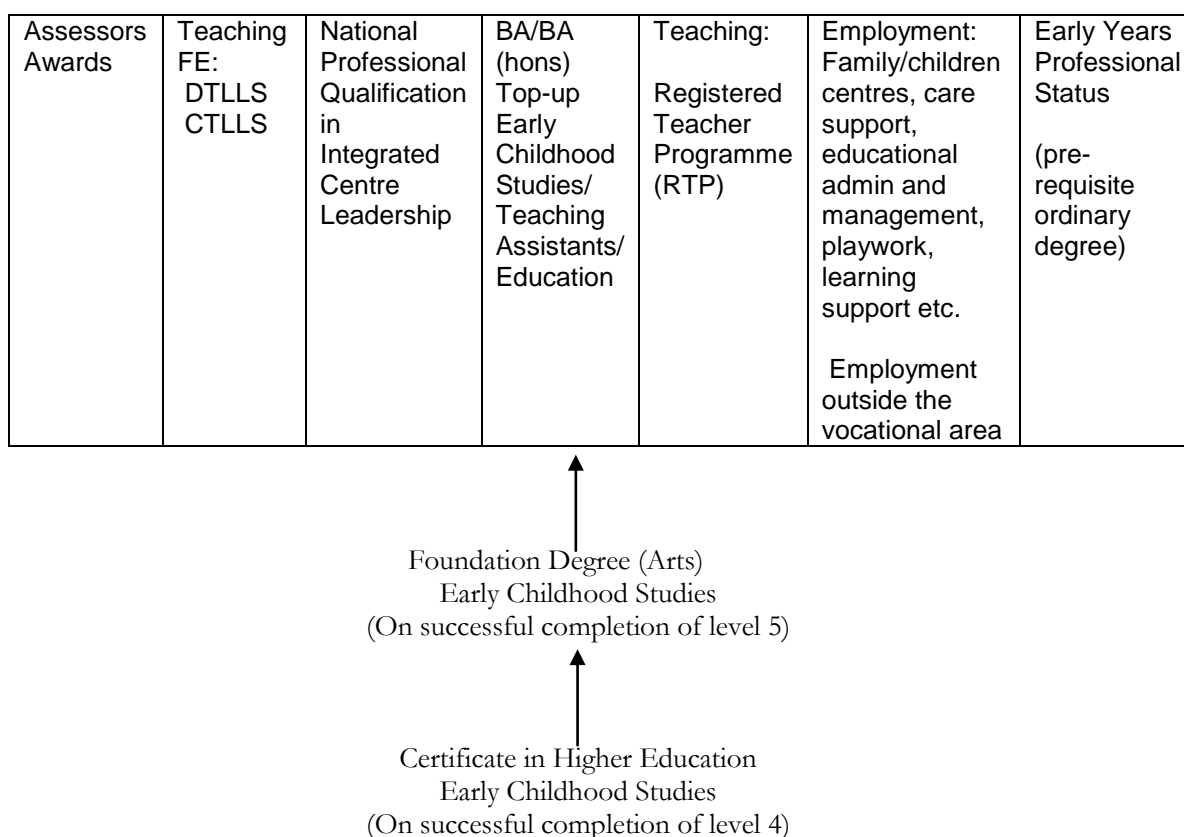 Assessors
Awards
Teaching
FE:
DTLLS
CTLLS
National
Professional
Qualification
in
Integrated
Centre
Leadership
BA/BA
(hons)
Top-up
Early
Childhood
Studies/
Teaching
Assistants/
Education
Teaching:
Registered
Teacher
Programme
(RTP)
Employment:
Family/children
centres, care
support,
educational
admin and
management,
playwork,
learning
support etc.
Employment
outside the
vocational area
Early Years
Professional
Status
(pre-
requisite
ordinary
degree)
Foundation Degree (Arts)
Early Childhood Studies
(On successful completion of level 5)
Certificate in Higher Education
Early Childhood Studies
(On successful completion of level 4)